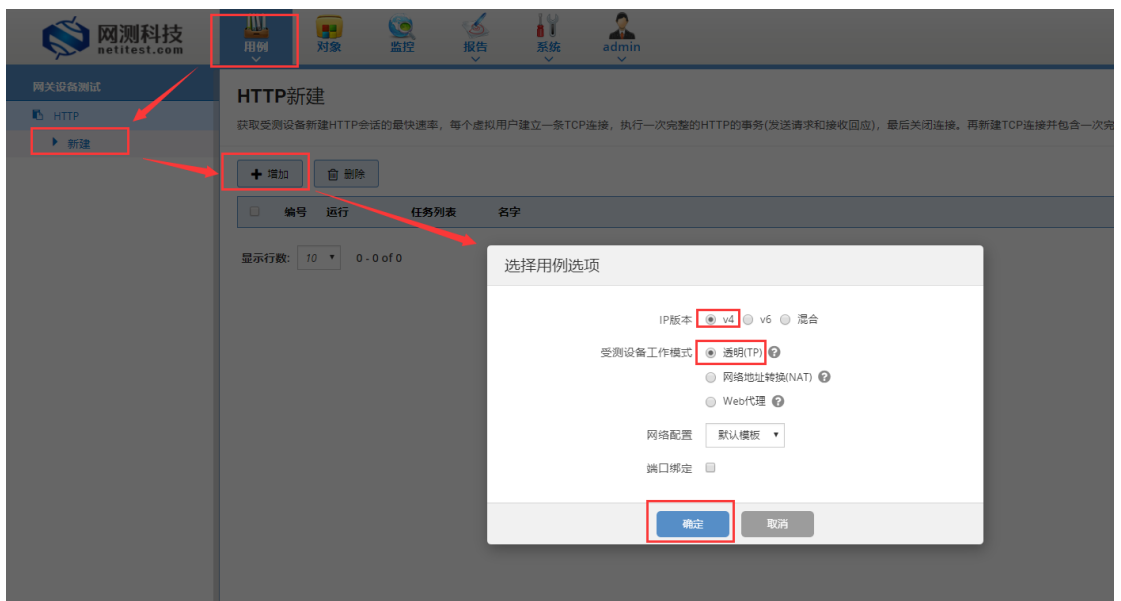 网测科技
netitest.com
用例
对象
监控
报告
系统
admin
网关设备测试
HTTP
新建
HTTP新建
获取受测设备新建HTTP会话的最快速率，每个虚拟用户建立一条TCP连接，执行一次完整的HTTP的事务(发送请求和接收回应)，最后关闭连接。再新建TCP连接并包含一次完
增加
删除
编号 运行 任务列表 名字
显示行数: 10 0 - 0 of 0
选择用例选项
IP版本 v4 v6 混合
受测设备工作模式 透明(TP)
网络地址转换(NAT)
Web代理
网络配置 默认模板
端口绑定
确定 取消